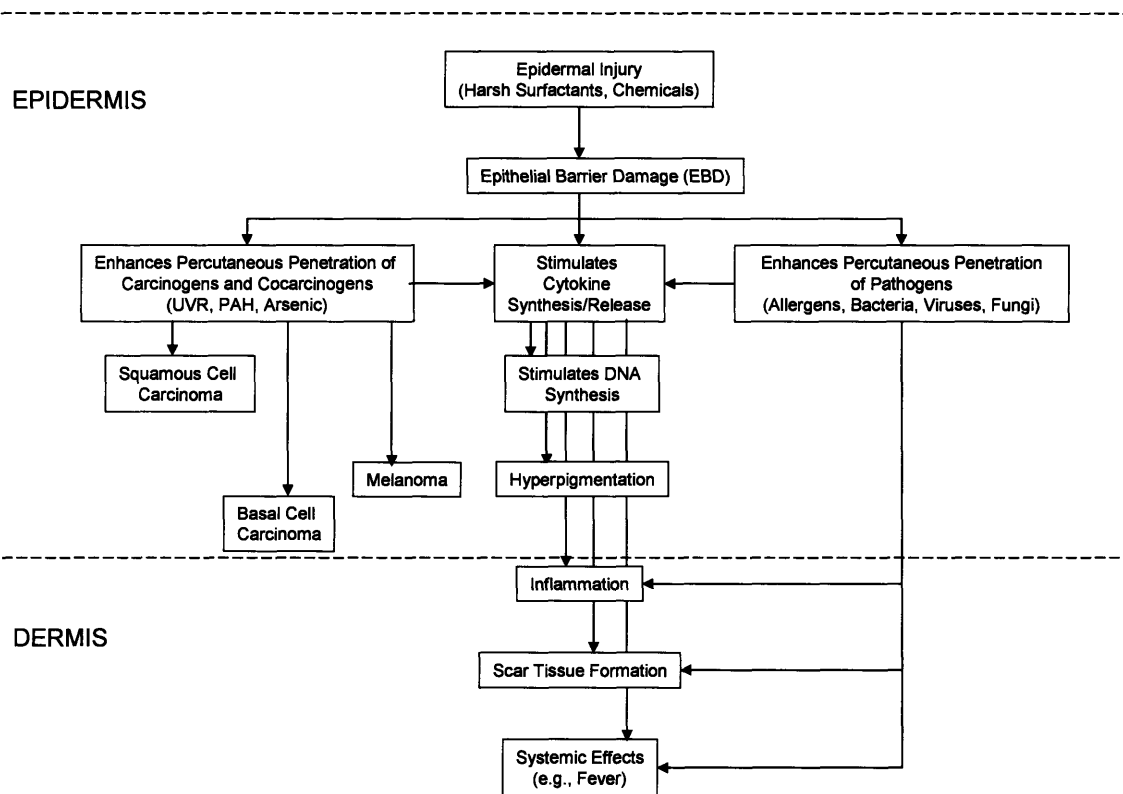 EPIDERMIS
Epidermal Injury
(Harsh Surfactants, Chemicals)
Epithelial Barrier Damage (EBD)
Enhances Percutaneous Penetration of
Carcinogens and Cocarcinogens
(UVR, PAH, Arsenic)
Stimulates
Cytokine
Synthesis/Release
Enhances Percutaneous Penetration
of Pathogens
(Allergens, Bacteria, Viruses, Fungi)
Squamous Cell
Carcinoma
Stimulates DNA
Synthesis
Melanoma
Hyperpigmentation
Basal Cell
Carcinoma
Inflammation
DERMIS
Scar Tissue Formation
Systemic Effects
(e.g., Fever)